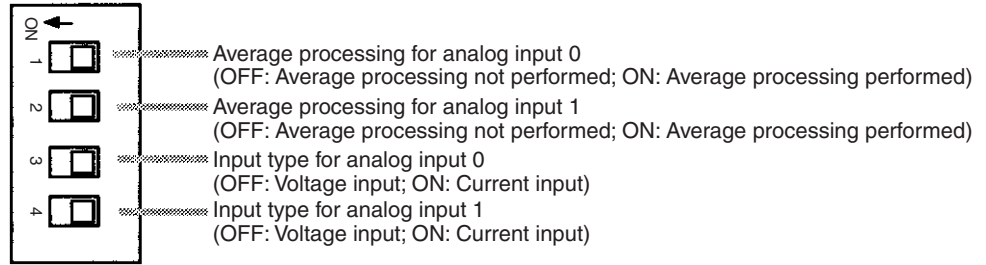 ON
1
Average processing for analog input 0
(OFF: Average processing not performed; ON: Average processing performed)
2
Average processing for analog input 1
(OFF: Average processing not performed; ON: Average processing performed)
3
Input type for analog input 0
(OFF: Voltage input; ON: Current input)
4
Input type for analog input 1
(OFF: Voltage input; ON: Current input)